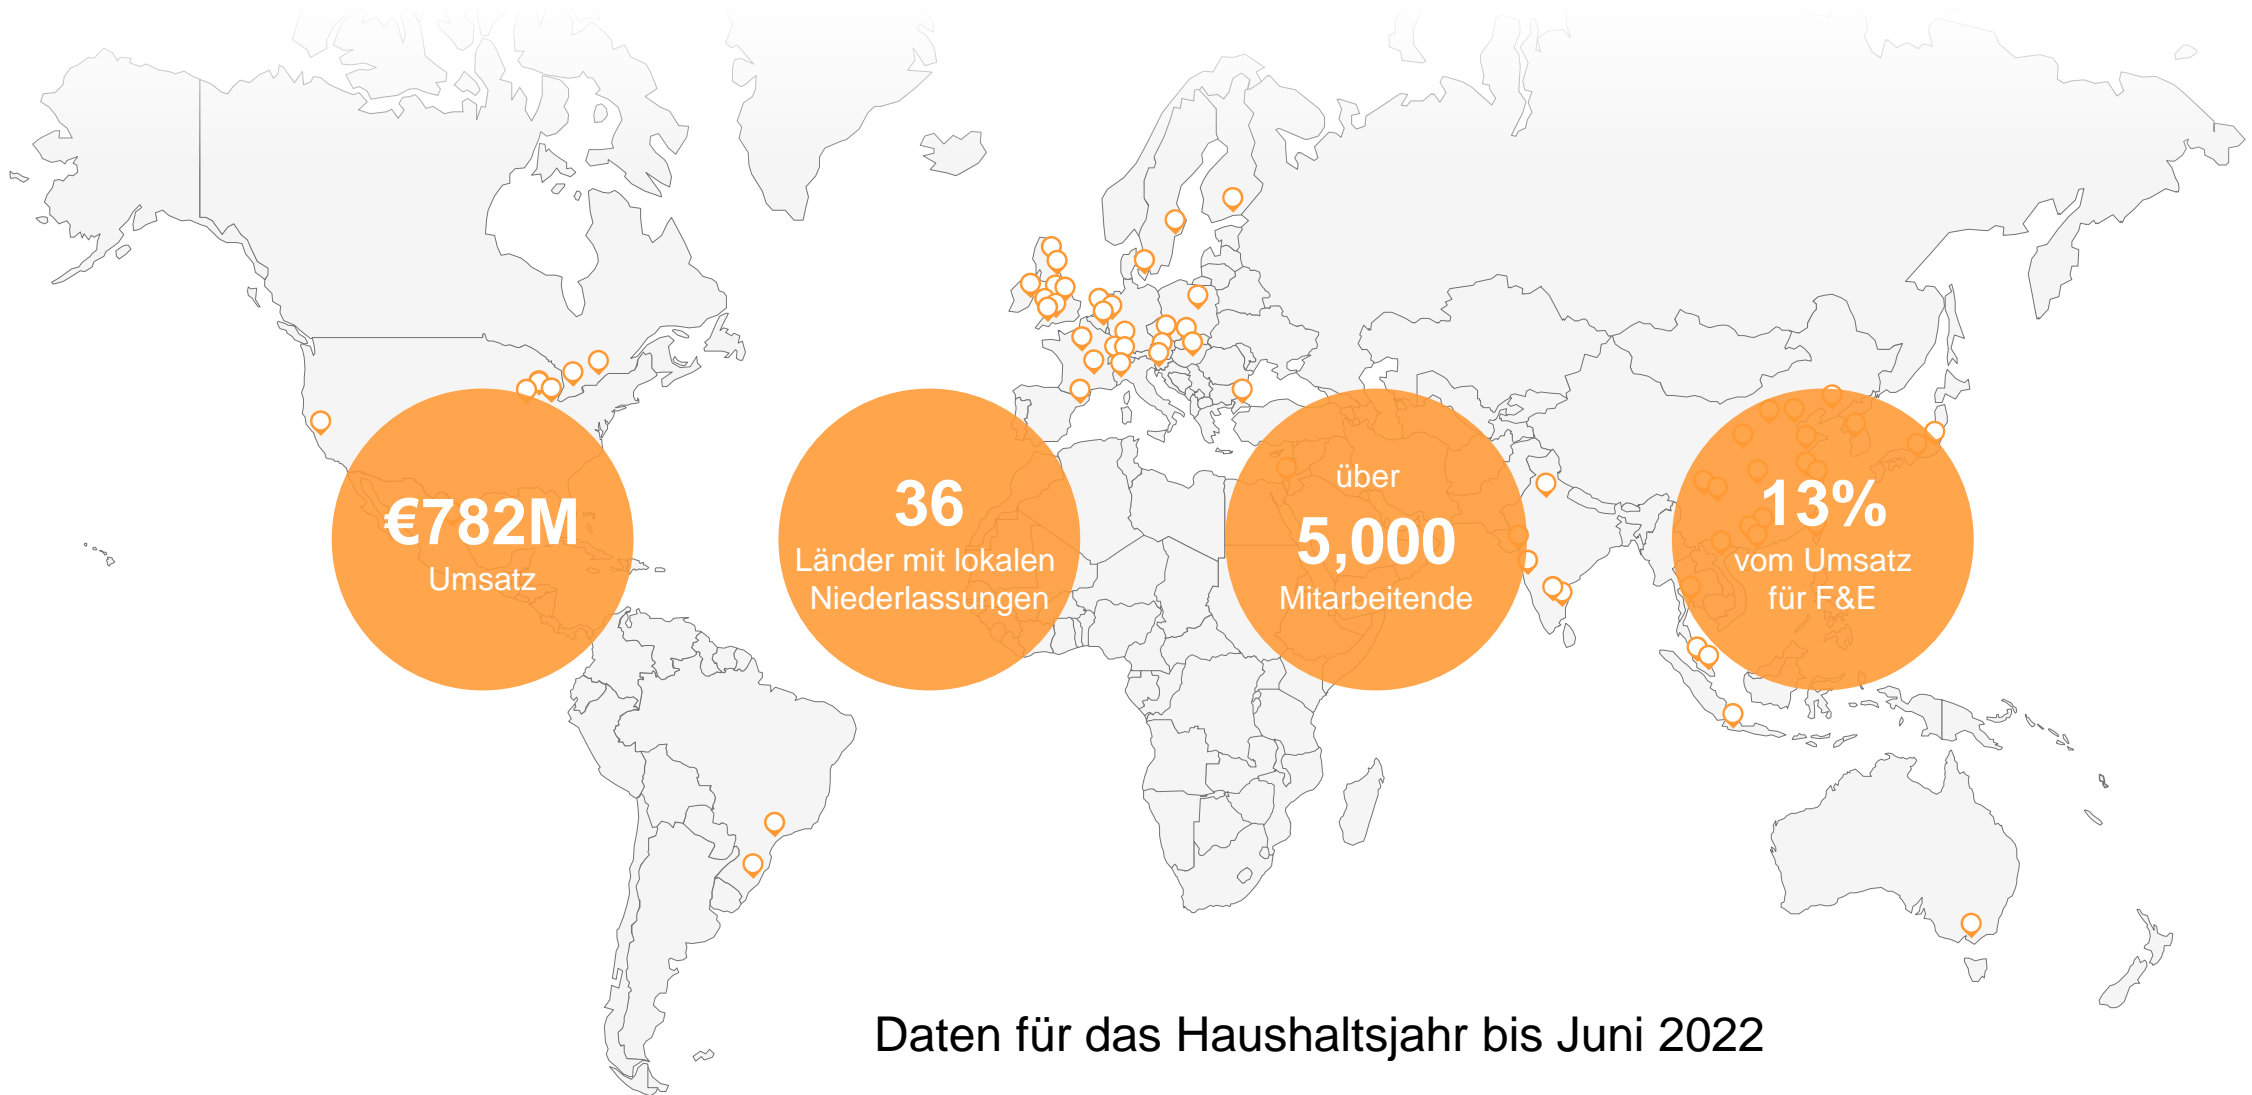 €782M
Umsatz
36
Länder mit lokalen
Niederlassungen
über
5,000
Mitarbeitende
13%
vom Umsatz
für F&E
Daten für das Haushaltsjahr bis Juni 2022